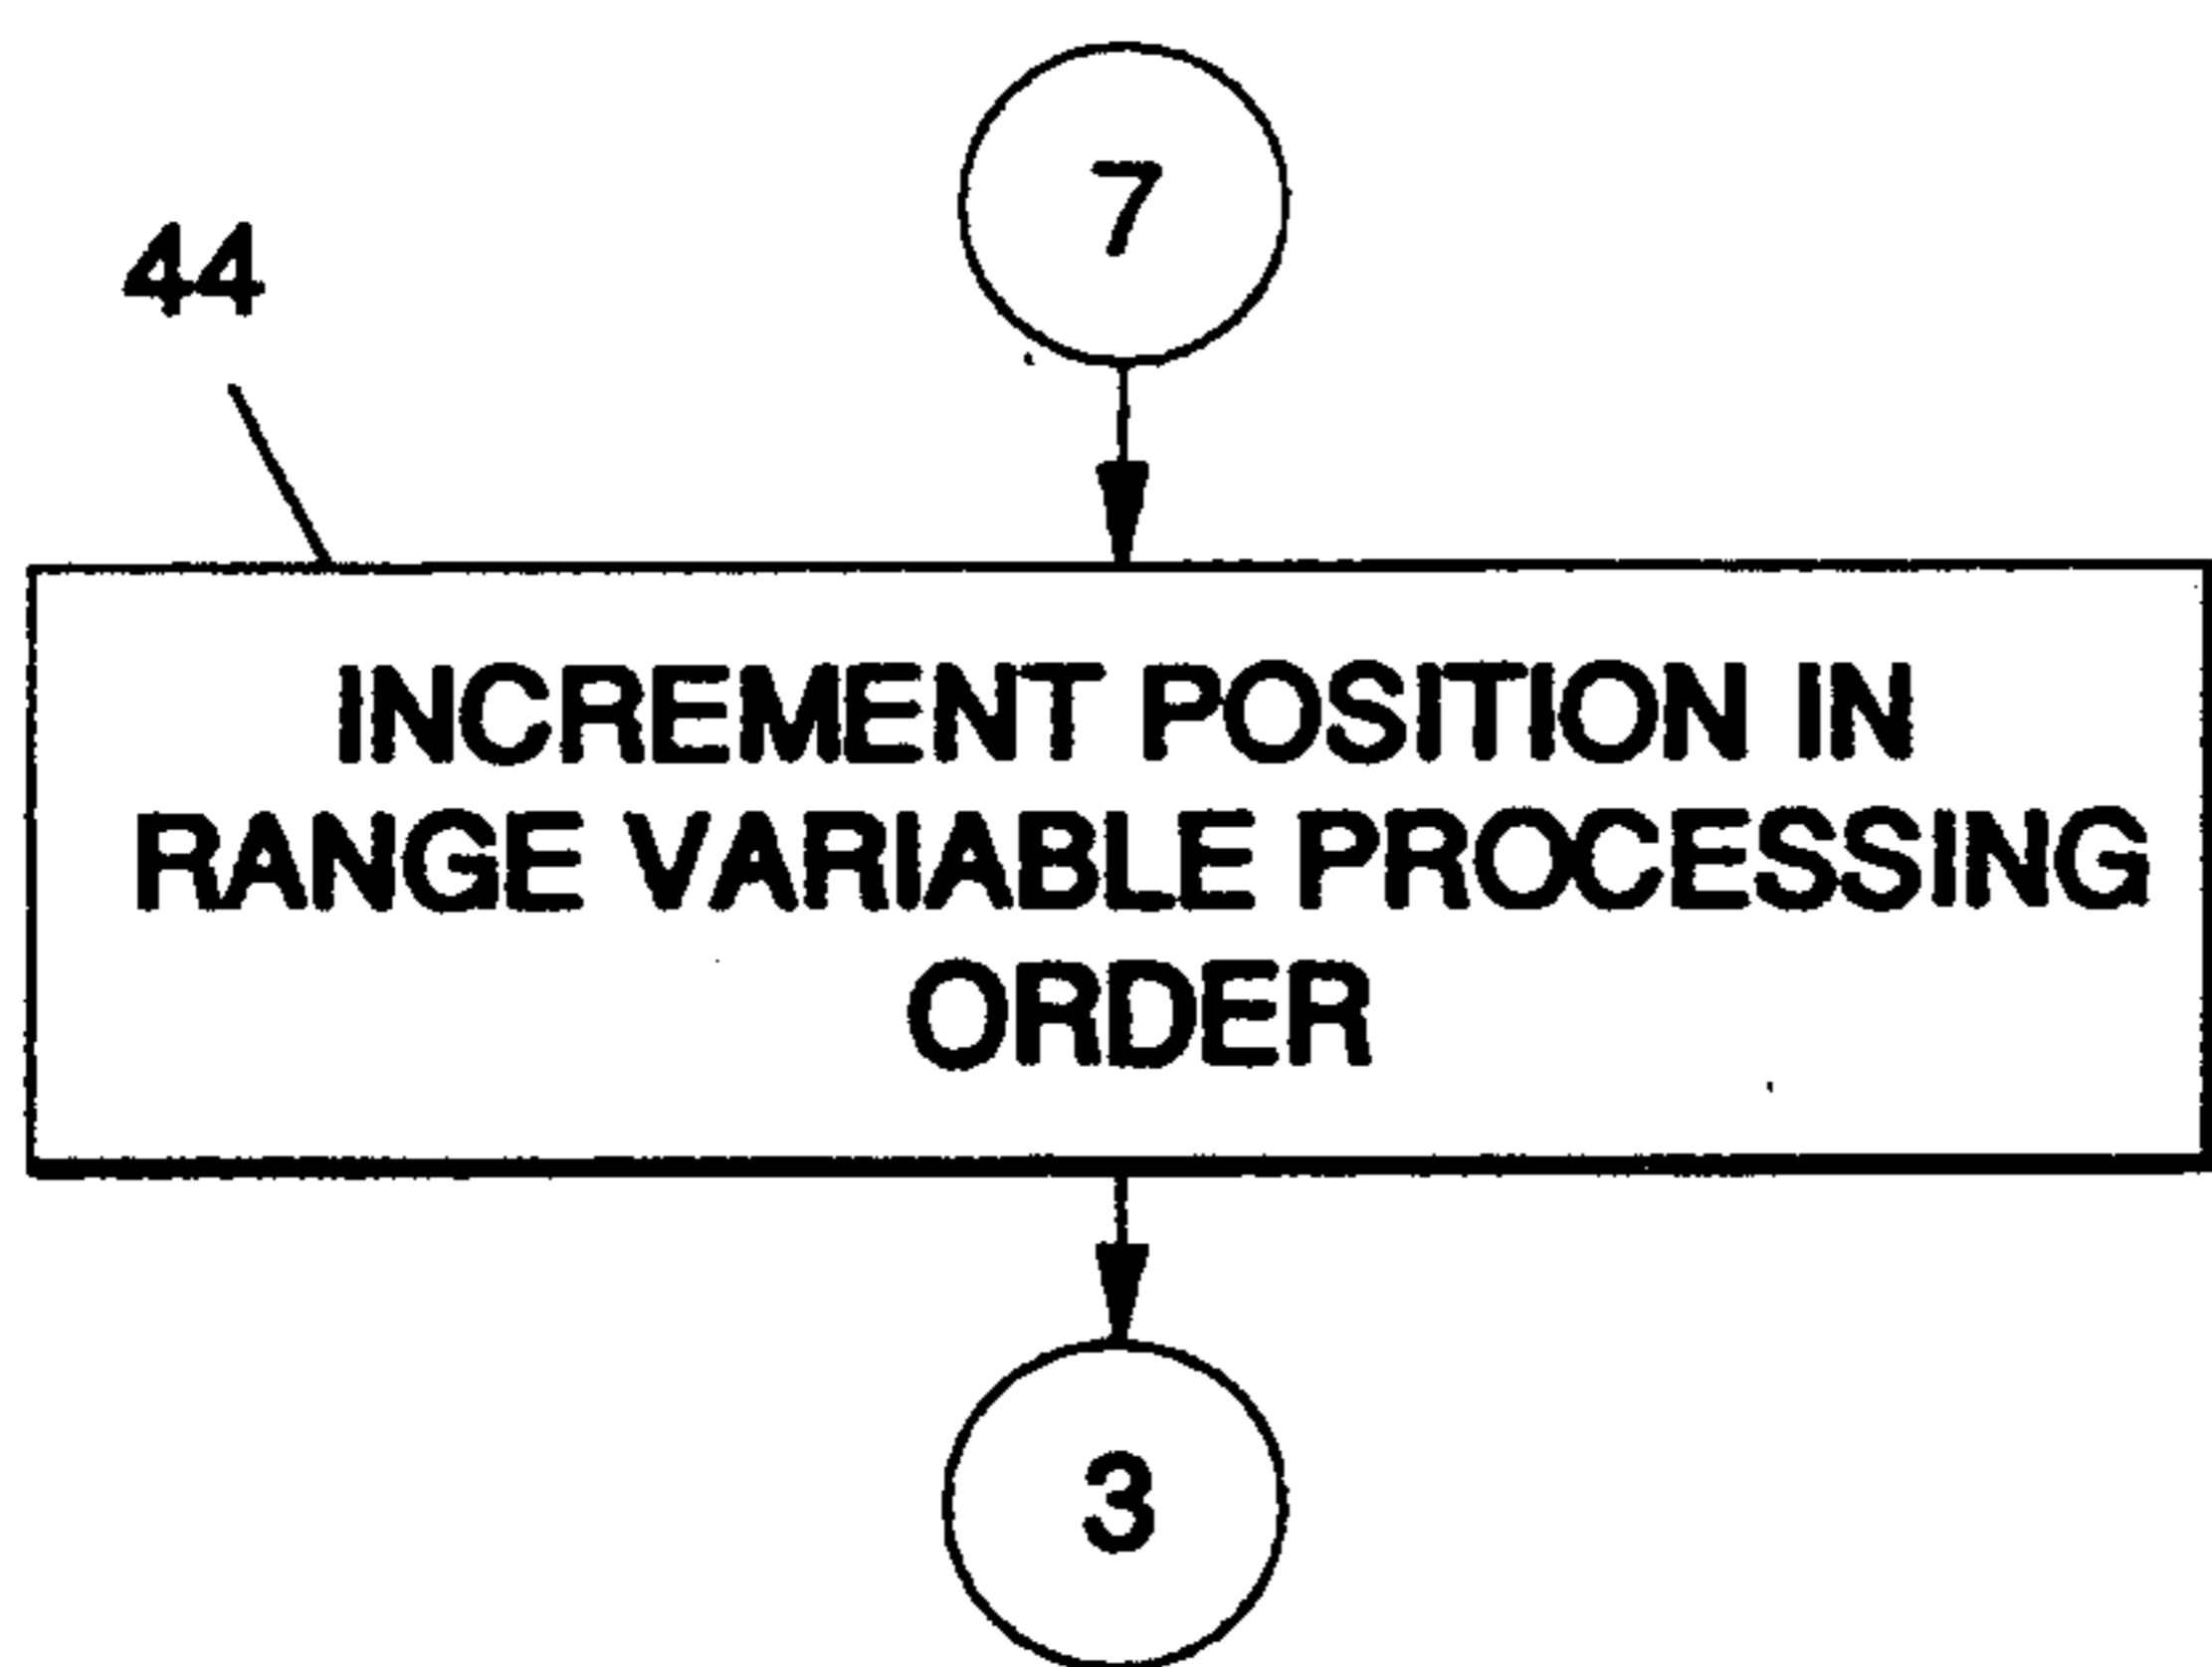 7
44
INCREMENT POSITION IN
RANGE VARIABLE PROCESSING
ORDER
3